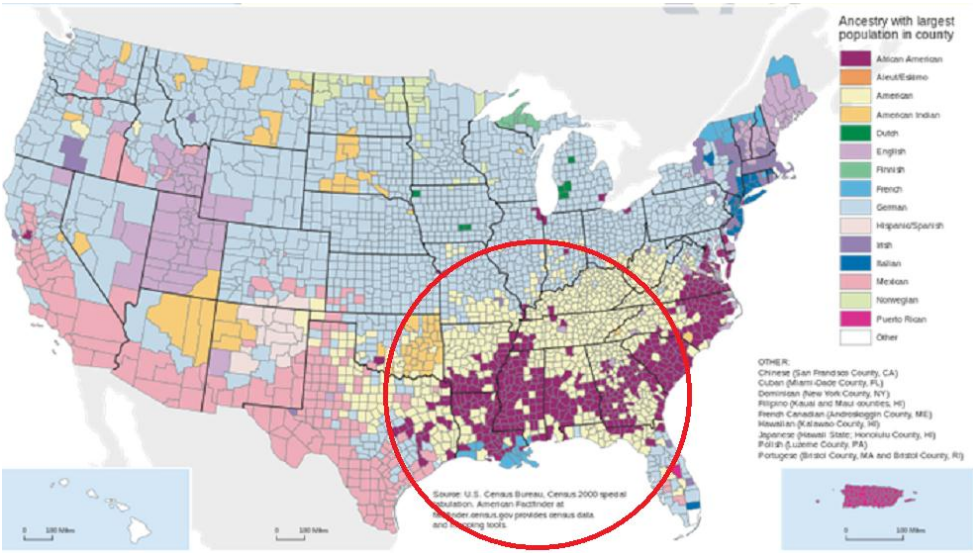 Ancestry with largest
population in county
African American
Aleut/Eskimo
American
American Indian
Dutch
English
Finnish
French
German
Hispanic/Spanish
Irish
Italian
Mexican
Norwegian
Puerto Rican
Other
OTHER:
Chinese (San Francisco County, CA)
Cuban (Miami-Dade County, FL)
Dominican (New York County, NY)
Filipino (Kauai and Maui counties, HI)
French Canadian (Androskoggin County, ME)
Hawaiian (Kalawao County, HI)
Japanese (Hawaii State; Honolulu County, HI)
Polish (Luzerne County, PA)
Portugese (Bristol County, MA and Bristol County, RI)
Source: U.S. Census Bureau, Census 2000 special
tabulation. American Factfinder at
factfinder.census.gov provides census data
and mapping tools.
0 100 Miles
0 100 Miles
0 100 Miles